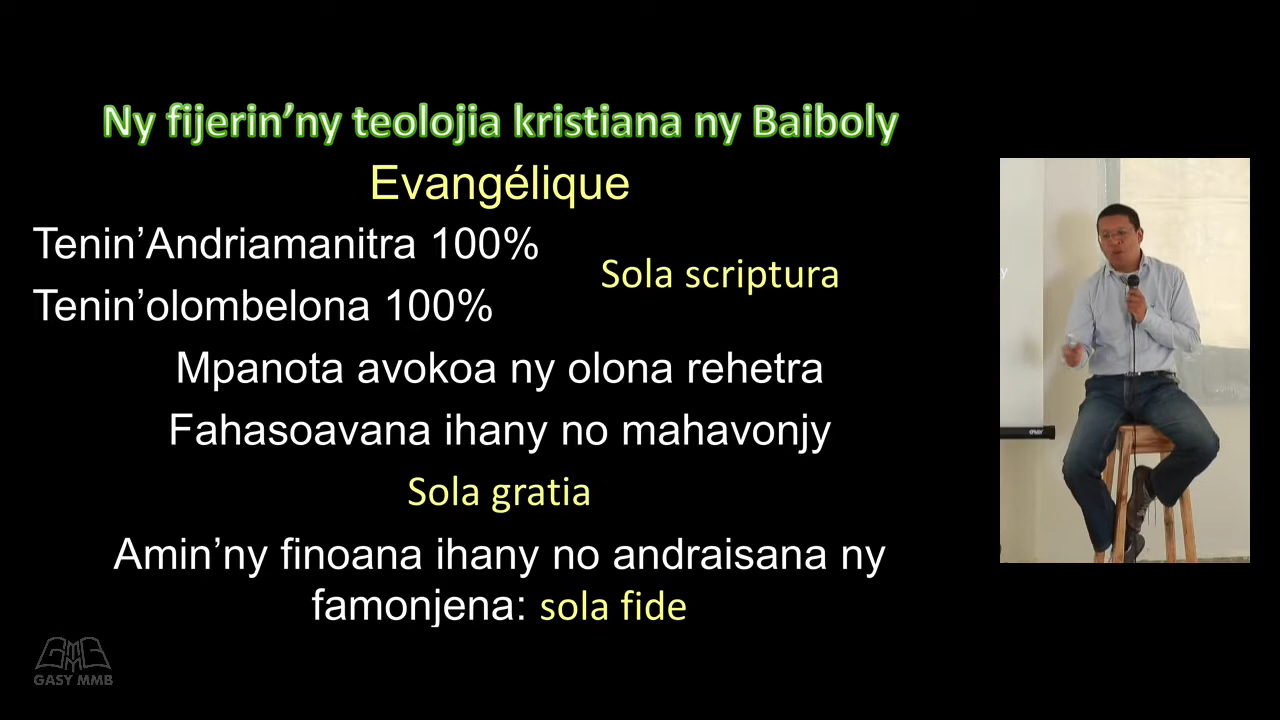 Ny fijerin’ny teolojia kristiana ny Baiboly
Evangélique
Tenin’Andriamanitra 100%
Sola scriptura
Tenin’olombelona 100%
Mpanota avokoa ny olona rehetra
Fahasoavana ihany no mahavonjy
Sola gratia
Amin’ny finoana ihany no andraisana ny
famonjena: sola fide
GASY MMB